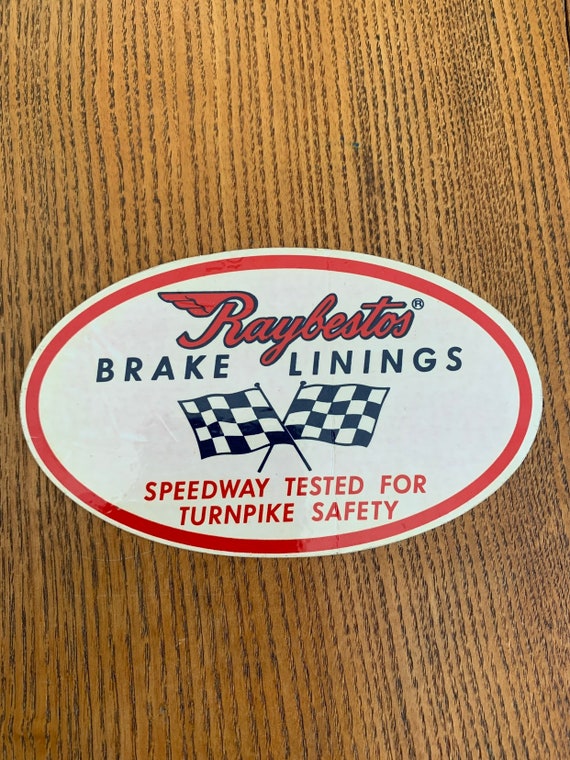 Raybestos®
BRAKE LININGS
SPEEDWAY TESTED FOR
TURNPIKE SAFETY